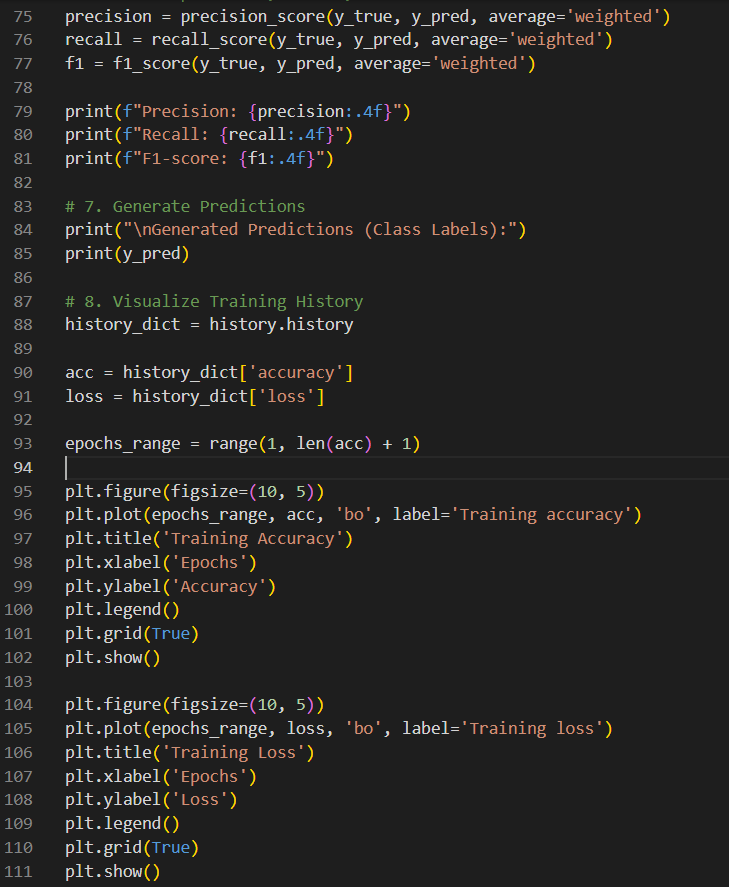 75 precision = precision_score(y_true, y_pred, average='weighted')
76 recall = recall_score(y_true, y_pred, average='weighted')
77 f1 = f1_score(y_true, y_pred, average='weighted')
78
79 print(f"Precision: {precision:.4f}")
80 print(f"Recall: {recall:.4f}")
81 print(f"F1-score: {f1:.4f}")
82
83 # 7. Generate Predictions
84 print("\nGenerated Predictions (Class Labels):")
85 print(y_pred)
86
87 # 8. Visualize Training History
88 history_dict = history.history
89
90 acc = history_dict['accuracy']
91 loss = history_dict['loss']
92
93 epochs_range = range(1, len(acc) + 1)
94
95 plt.figure(figsize=(10, 5))
96 plt.plot(epochs_range, acc, 'bo', label='Training accuracy')
97 plt.title('Training Accuracy')
98 plt.xlabel('Epochs')
99 plt.ylabel('Accuracy')
100 plt.legend()
101 plt.grid(True)
102 plt.show()
103
104 plt.figure(figsize=(10, 5))
105 plt.plot(epochs_range, loss, 'bo', label='Training loss')
106 plt.title('Training Loss')
107 plt.xlabel('Epochs')
108 plt.ylabel('Loss')
109 plt.legend()
110 plt.grid(True)
111 plt.show()